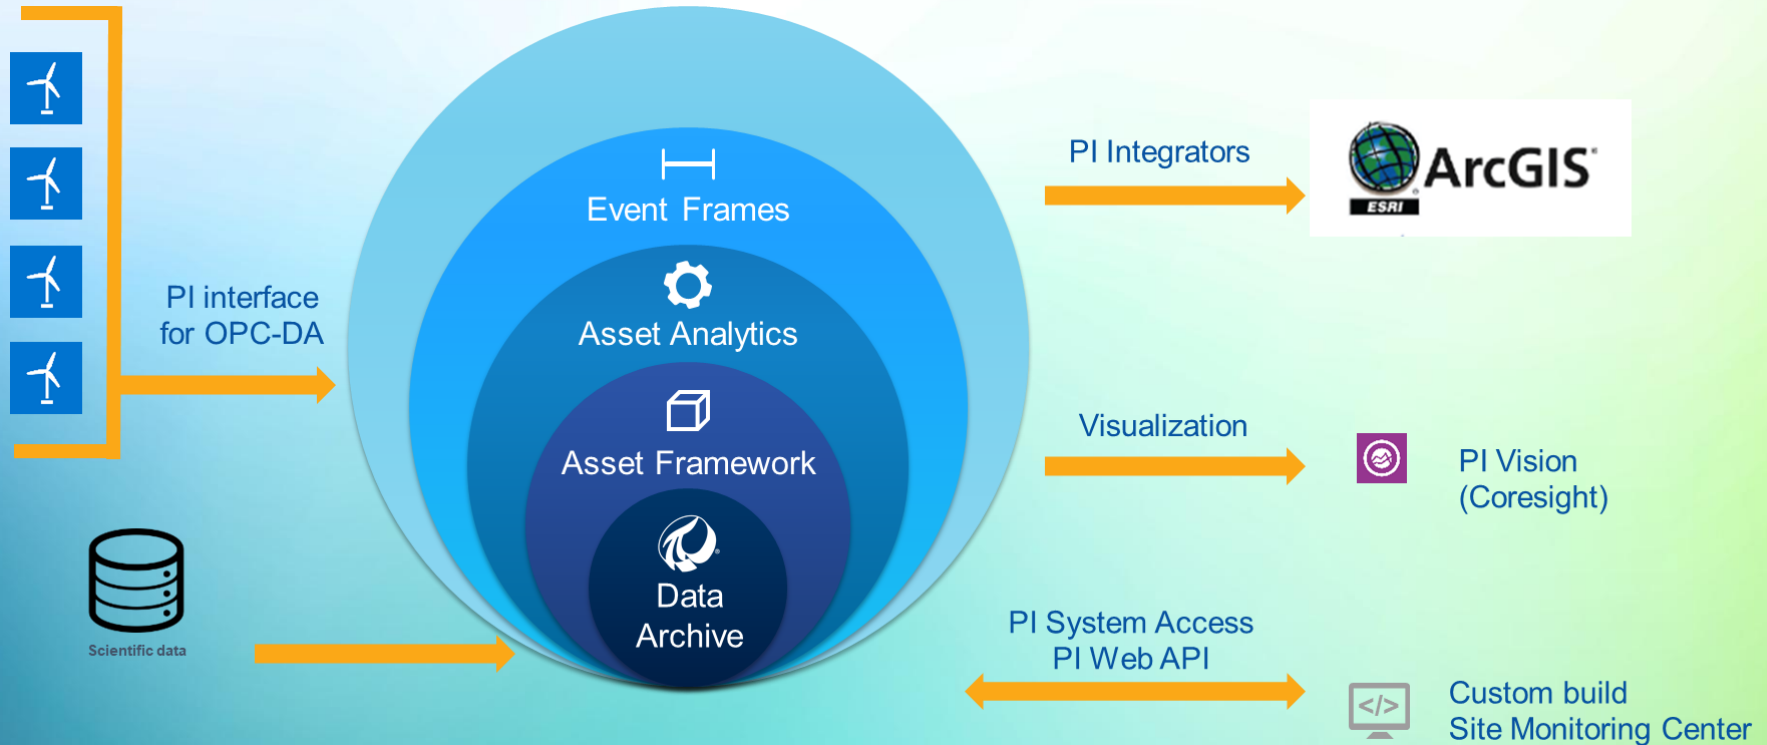 PI interface
for OPC-DA
Scientific data
Event Frames
Asset Analytics
Asset Framework
Data
Archive
PI Integrators
ArcGIS
ESRI
Visualization
PI Vision
(Coresight)
PI System Access
PI Web API
</>
Custom build
Site Monitoring Center